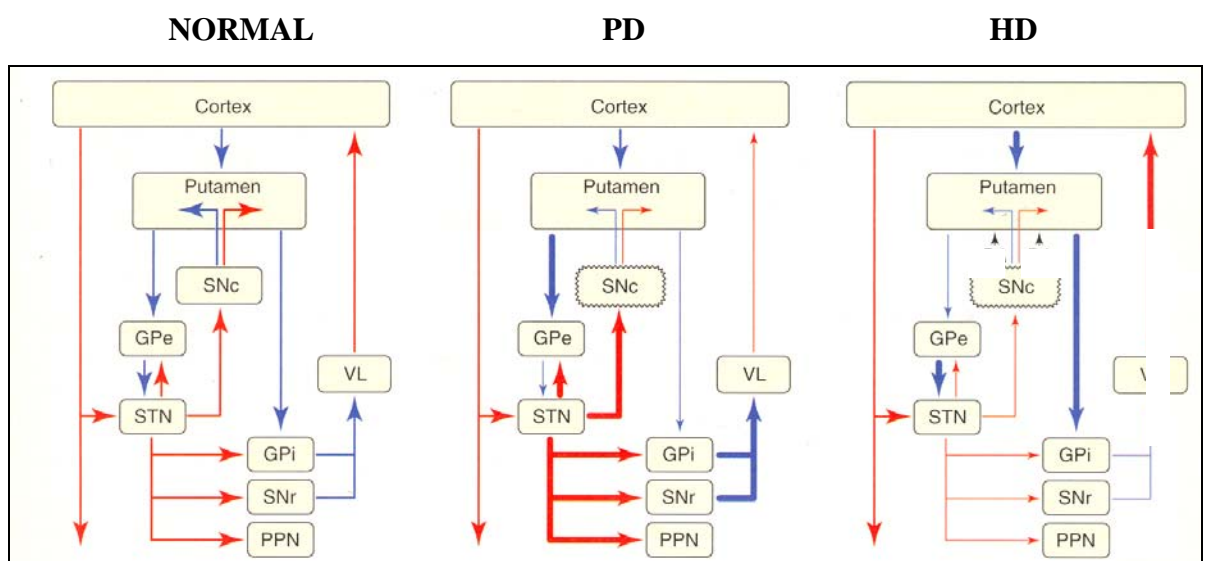 NORMAL PD HD
Cortex
Putamen
SNc
GPe
VL
STN
GPi
SNr
PPN
Cortex
Putamen
SNc
GPe
VL
STN
GPi
SNr
PPN
Cortex
Putamen
SNc
GPe
STN
GPi
SNr
PPN